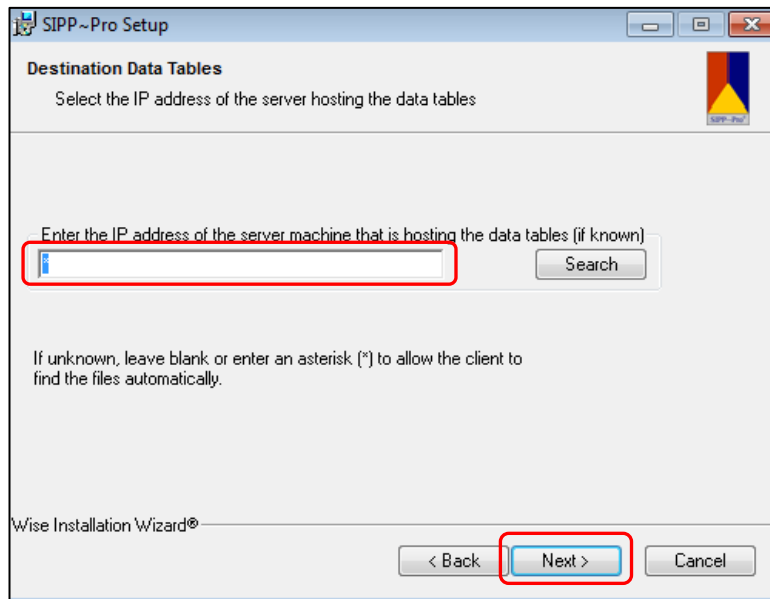 SIPP~Pro Setup
Destination Data Tables
Select the IP address of the server hosting the data tables
SIPP~Pro
Enter the IP address of the server machine that is hosting the data tables (if known)
*
Search
If unknown, leave blank or enter an asterisk (*) to allow the client to
find the files automatically.
Wise Installation Wizard®
< Back
Next >
Cancel